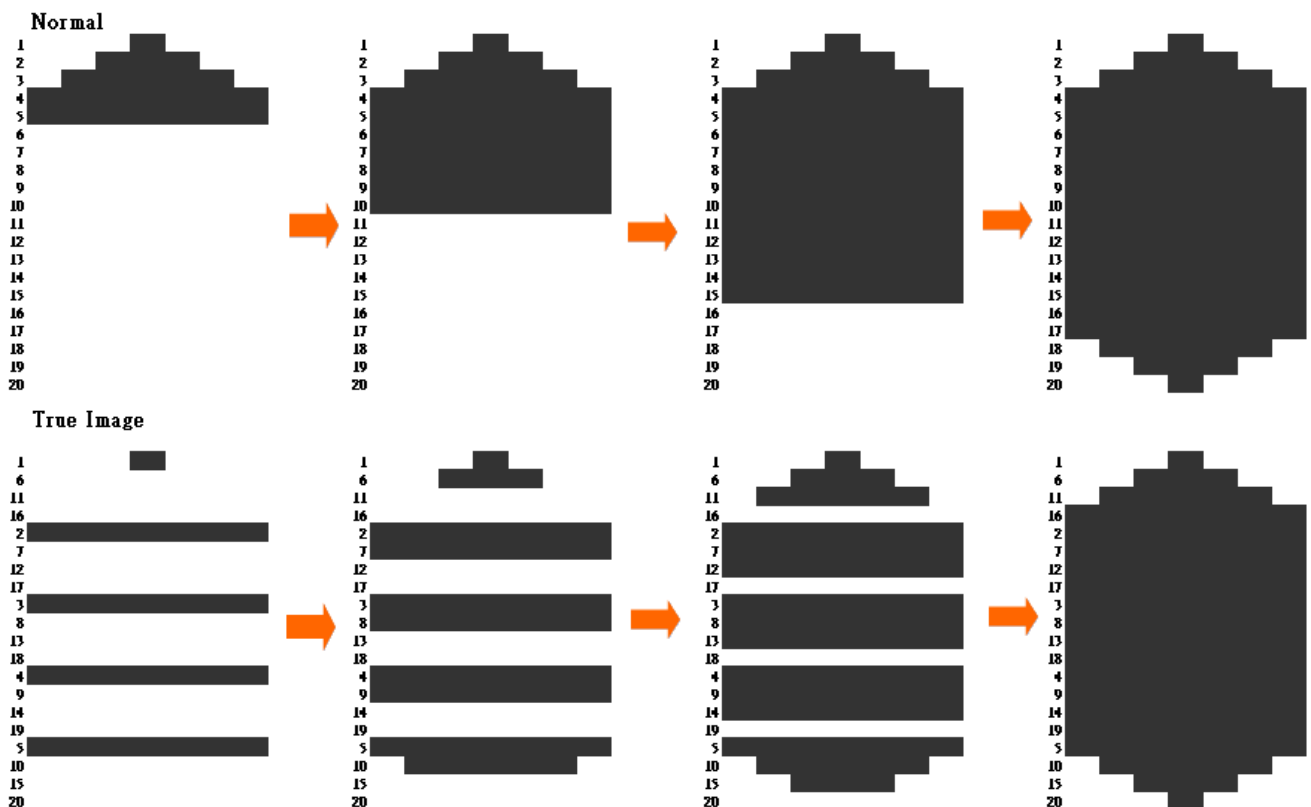 Normal
1 1 1 1
2 2 2 2
3 3 3 3
4 4 4 4
5 5 5 5
6 6 6 6
7 7 7 7
8 8 8 8
9 9 9 9
10 10 10 10
11 11 11 11
12 12 12 12
13 13 13 13
14 14 14 14
15 15 15 15
16 16 16 16
17 17 17 17
18 18 18 18
19 19 19 19
20 20 20 20
True Image
1 1 1 1
6 6 6 6
11 11 11 11
16 16 16 16
2 2 2 2
7 7 7 7
12 12 12 12
17 17 17 17
3 3 3 3
8 8 8 8
13 13 13 13
18 18 18 18
4 4 4 4
9 9 9 9
14 14 14 14
19 19 19 19
5 5 5 5
10 10 10 10
15 15 15 15
20 20 20 20